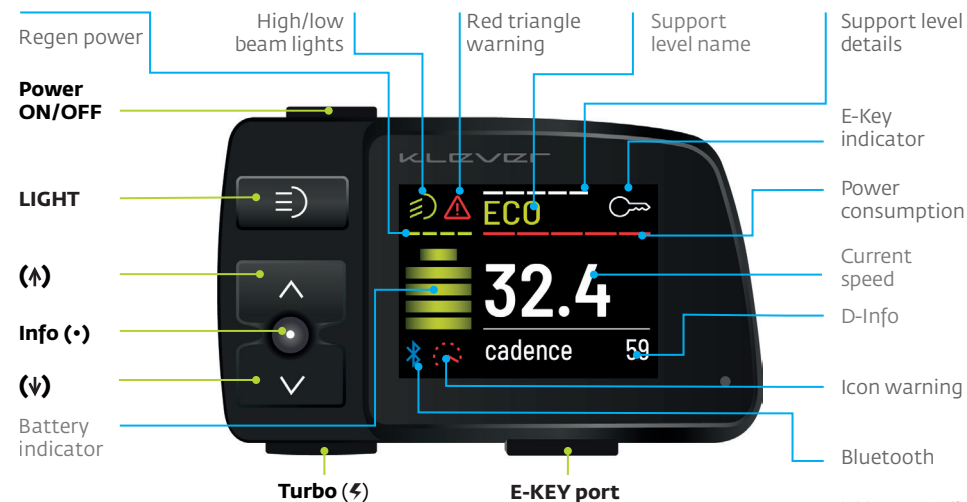 Regen power
High/low
beam lights
Red triangle
warning
Support
level name
Support level
details
Power
ON/OFF
E-Key
indicator
KLEVER
LIGHT
ECO
Power
consumption
(↑)
32.4
Current
speed
Info (•)
cadence 59
D-Info
(↓)
Icon warning
Battery
indicator
Bluetooth
Turbo (⚡)
E-KEY port